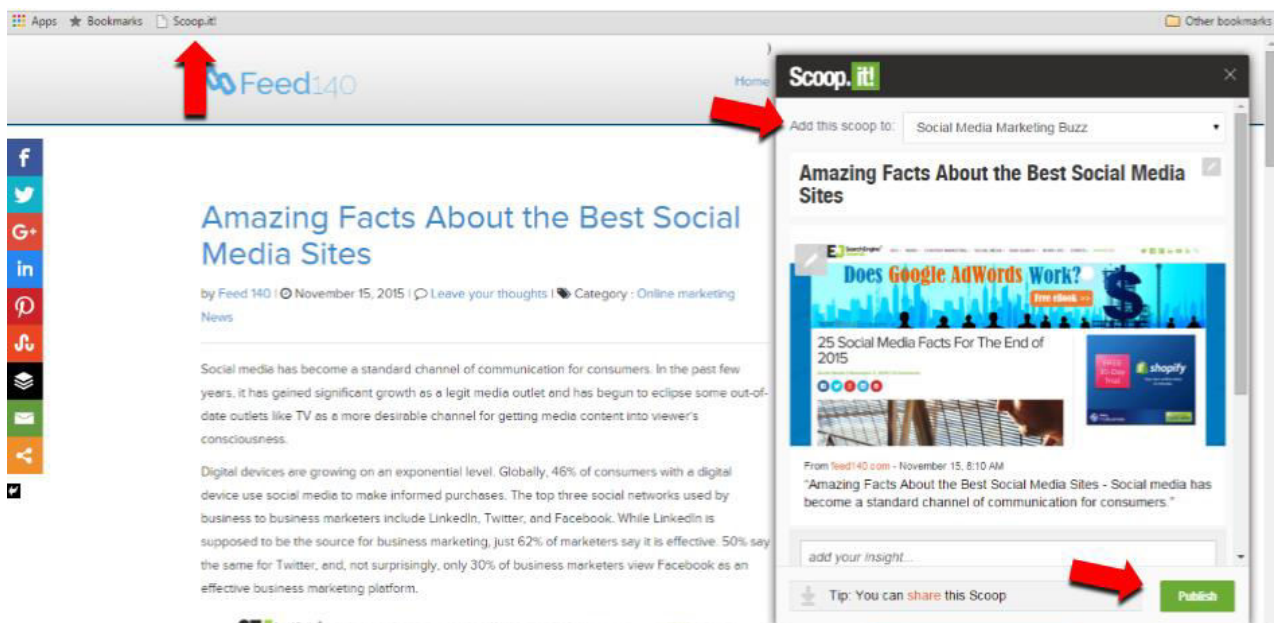 Apps Bookmarks Scoop.it! Other bookmarks
Feed140
Home
Amazing Facts About the Best Social
Media Sites
by Feed 140 | November 15, 2015 | Leave your thoughts | Category : Online marketing
News
Social media has become a standard channel of communication for consumers. In the past few
years, it has gained significant growth as a legit media outlet and has begun to eclipse some out-of-
date outlets like TV as a more desirable channel for getting media content into viewer's
consciousness.
Digital devices are growing on an exponential level. Globally, 46% of consumers with a digital
device use social media to make informed purchases. The top three social networks used by
business to business marketers include LinkedIn, Twitter, and Facebook. While LinkedIn is
supposed to be the source for business marketing, just 62% of marketers say it is effective. 50% say
the same for Twitter, and, not surprisingly, only 30% of business marketers view Facebook as an
effective business marketing platform.
Scoop.it!
Add this scoop to: Social Media Marketing Buzz
Amazing Facts About the Best Social Media
Sites
Does Google AdWords Work?
Free eBook >>
25 Social Media Facts For The End of
2015
shopify
From feed140.com - November 15, 8:10 AM
"Amazing Facts About the Best Social Media Sites - Social media has
become a standard channel of communication for consumers."
add your insight...
Tip: You can share this Scoop
Publish